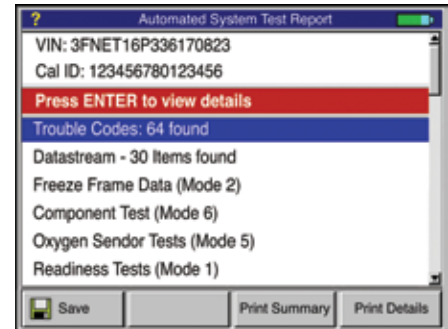 ? Automated System Test Report
VIN: 3FNET16P336170823
Cal ID: 123456780123456
Press ENTER to view details
Trouble Codes: 64 found
Datastream - 30 Items found
Freeze Frame Data (Mode 2)
Component Test (Mode 6)
Oxygen Sendor Tests (Mode 5)
Readiness Tests (Mode 1)
Save Print Summary Print Details